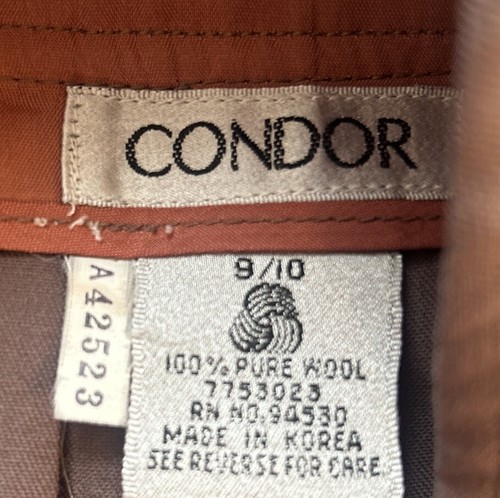 CONDOR
A42523
9/10
100% PURE WOOL
7753023
RN NO.94530
MADE IN KOREA
SEE REVERSE FOR CARE